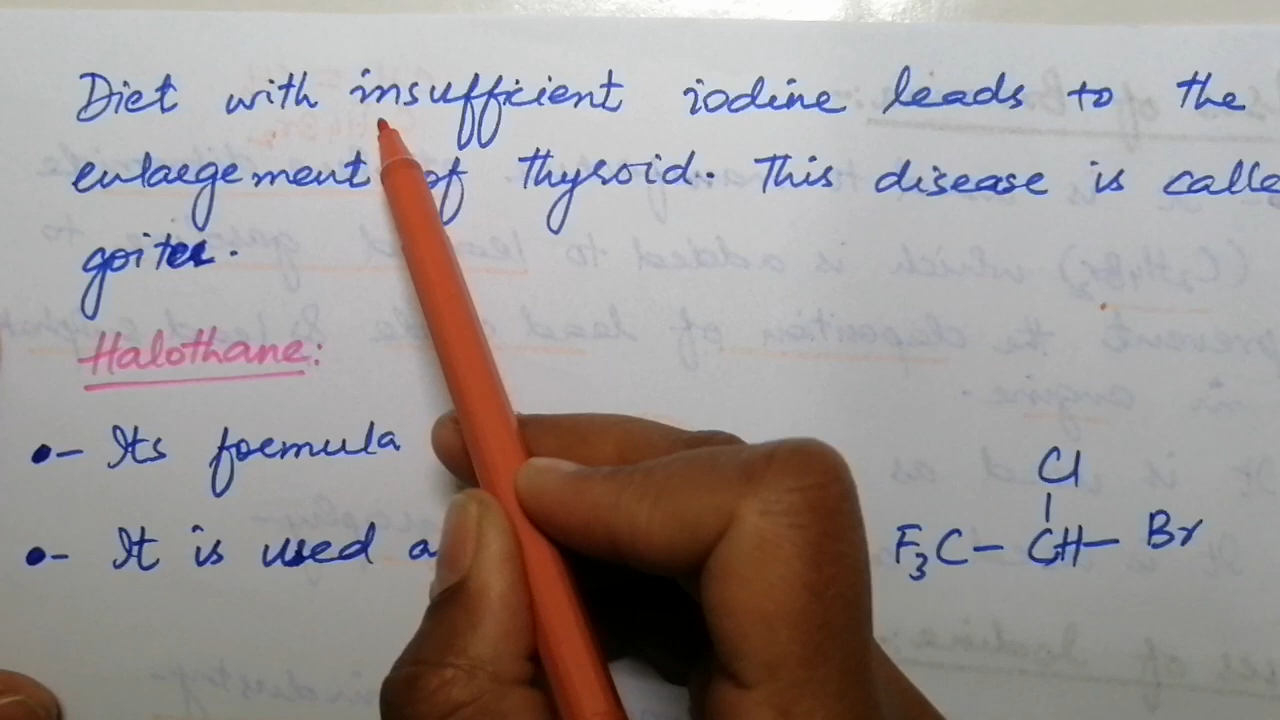 Diet with insufficient iodine leads to the
enlargement of thyroid. This disease is calle
goiter.
Halothane:
•- Its formula
•- It is used a
Cl
F3C - CH - Br